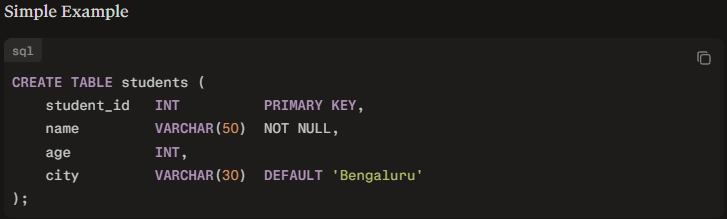 Simple Example
sql
CREATE TABLE students (
    student_id   INT          PRIMARY KEY,
    name         VARCHAR(50)  NOT NULL,
    age          INT,
    city         VARCHAR(30)  DEFAULT 'Bengaluru'
);